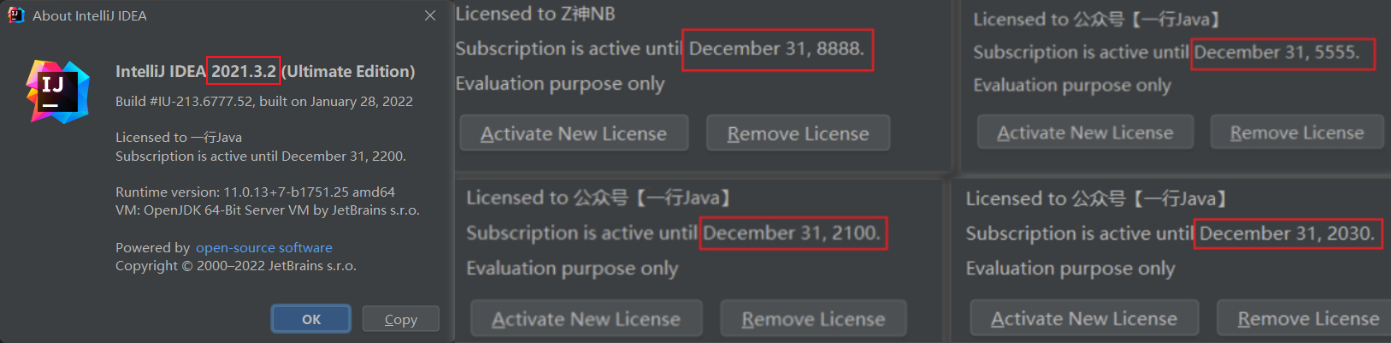 About IntelliJ IDEA
IJ
IntelliJ IDEA 2021.3.2 (Ultimate Edition)
Build #IU-213.6777.52, built on January 28, 2022
Licensed to 一行Java
Subscription is active until December 31, 2200.
Runtime version: 11.0.13+7-b1751.25 amd64
VM: OpenJDK 64-Bit Server VM by JetBrains s.r.o.
Powered by open-source software
Copyright © 2000–2022 JetBrains s.r.o.
OK
Copy
Licensed to Z神NB
Subscription is active until December 31, 8888.
Evaluation purpose only
Activate New License
Remove License
Licensed to 公众号【一行Java】
Subscription is active until December 31, 5555.
Evaluation purpose only
Activate New License
Remove License
Licensed to 公众号【一行Java】
Subscription is active until December 31, 2100.
Evaluation purpose only
Activate New License
Remove License
Licensed to 公众号【一行Java】
Subscription is active until December 31, 2030.
Evaluation purpose only
Activate New License
Remove License